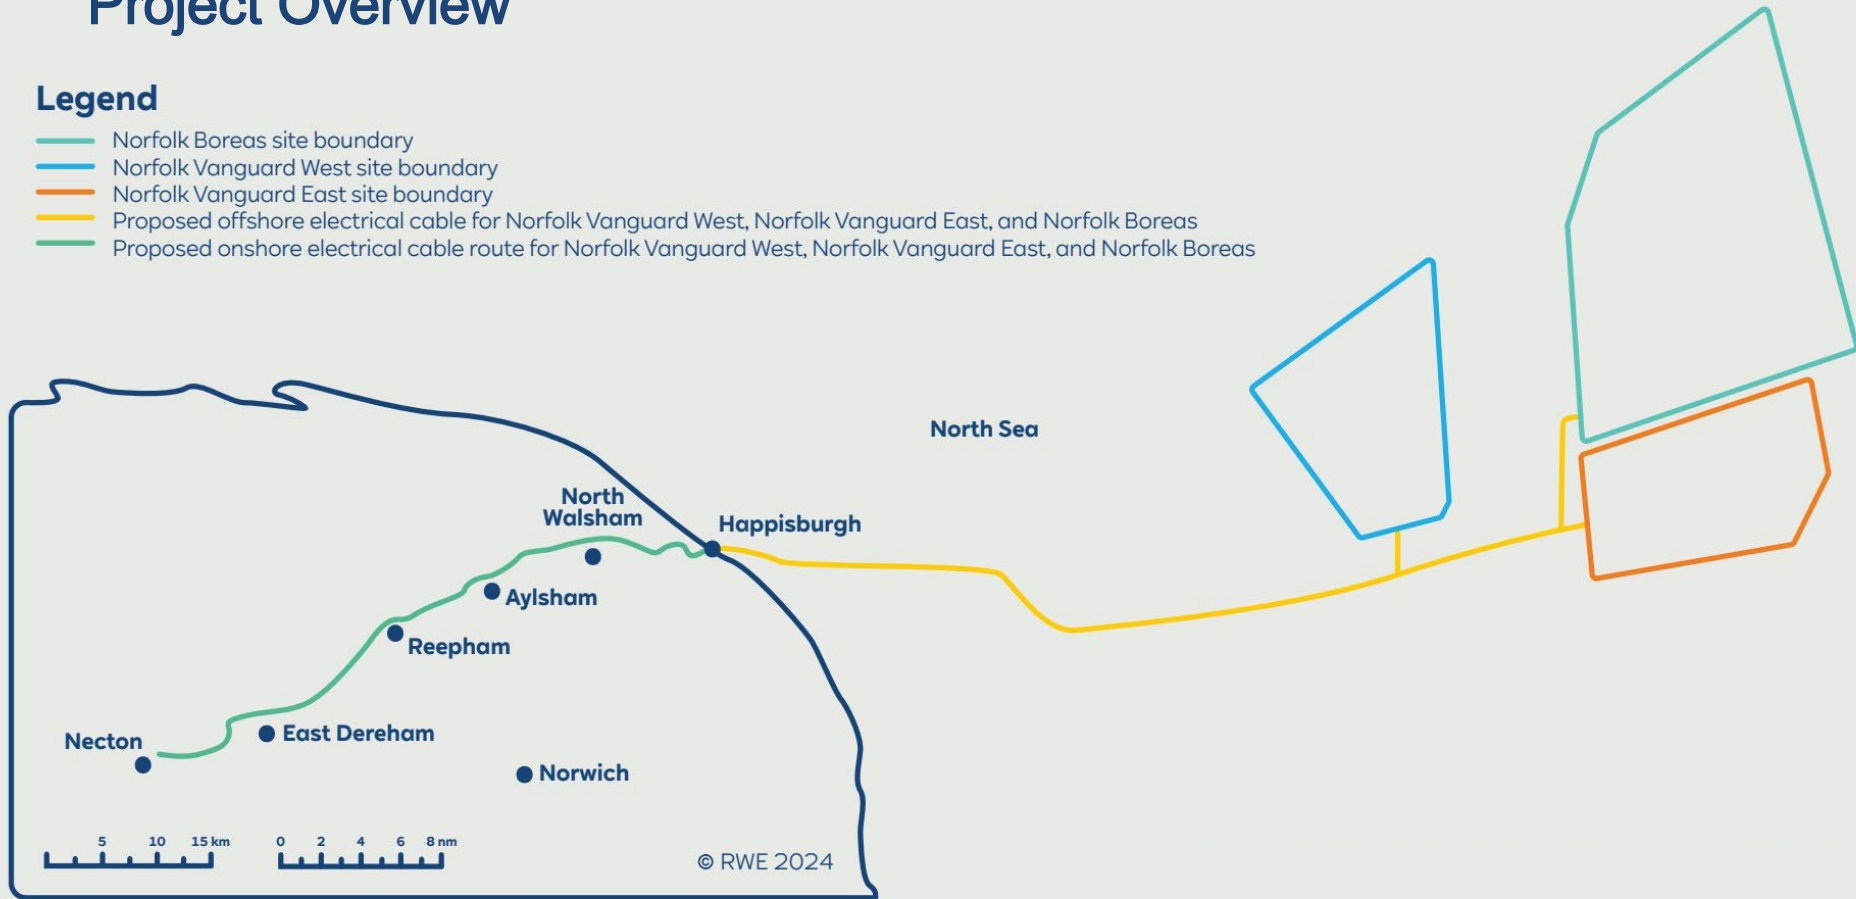 Project Overview
Legend
Norfolk Boreas site boundary
Norfolk Vanguard West site boundary
Norfolk Vanguard East site boundary
Proposed offshore electrical cable for Norfolk Vanguard West, Norfolk Vanguard East, and Norfolk Boreas
Proposed onshore electrical cable route for Norfolk Vanguard West, Norfolk Vanguard East, and Norfolk Boreas
North Sea
North
Walsham
Happisburgh
Aylsham
Reepham
East Dereham
Necton
Norwich
5 10 15 km
0 2 4 6 8 nm
© RWE 2024